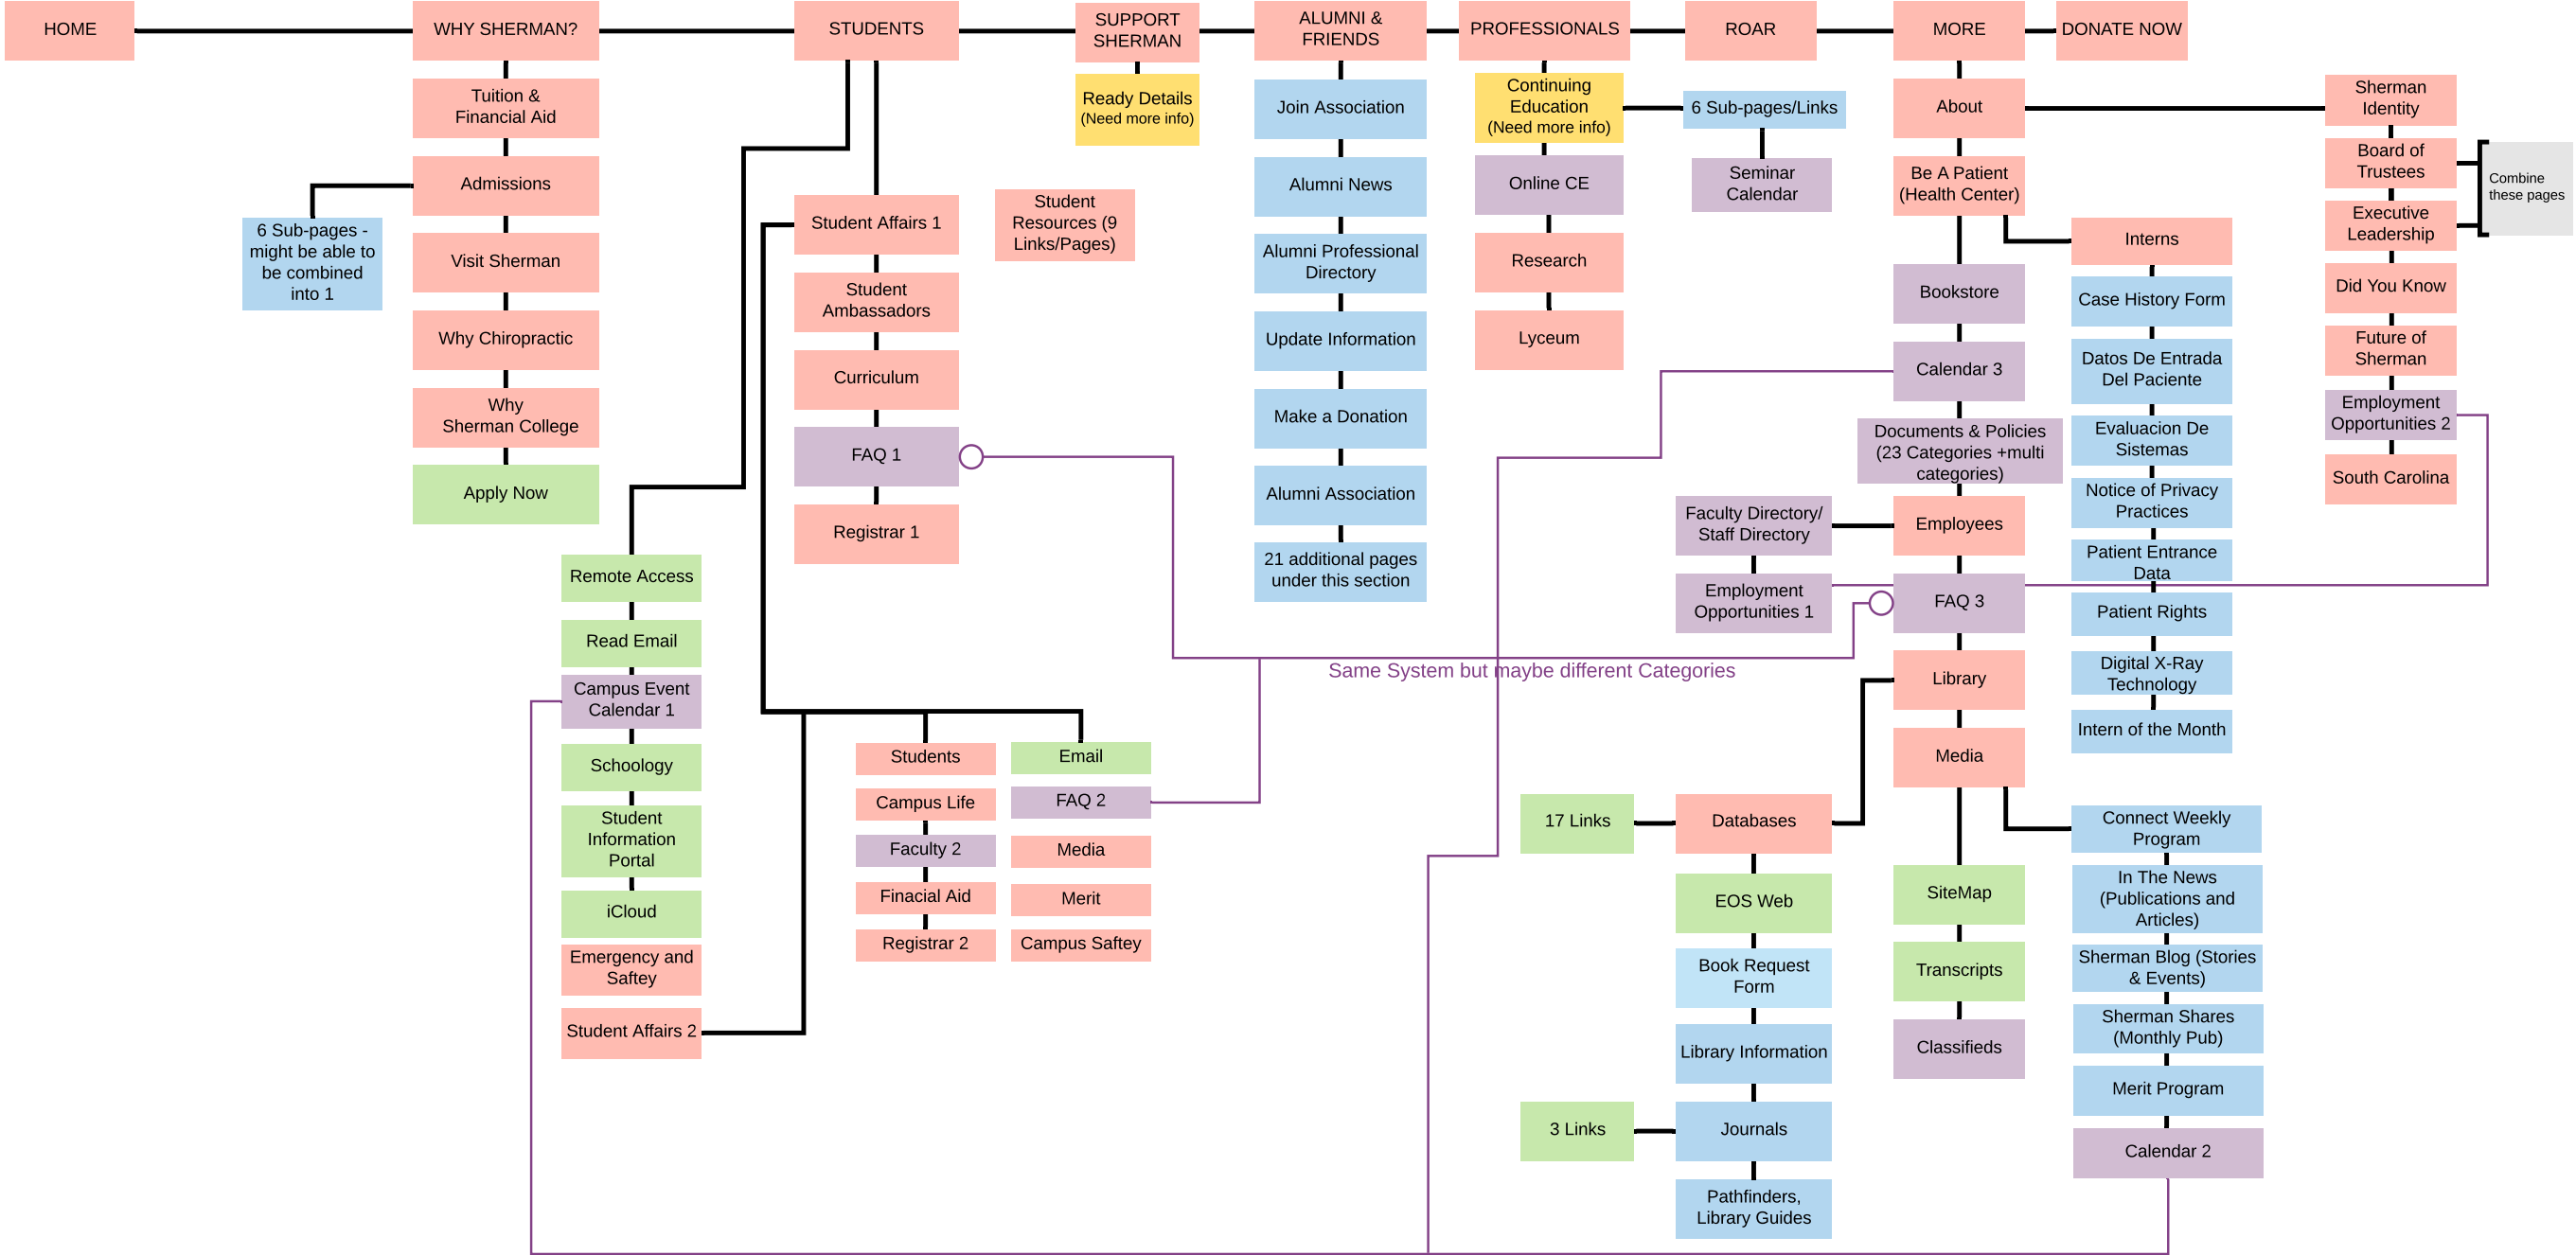 HOME
WHY SHERMAN?
STUDENTS
SUPPORT
SHERMAN
ALUMNI &
FRIENDS
PROFESSIONALS
ROAR
MORE
DONATE NOW
Tuition &
Financial Aid
Admissions
6 Sub-pages -
might be able to
be combined
into 1
Visit Sherman
Why Chiropractic
Why
Sherman College
Apply Now
Remote Access
Read Email
Campus Event
Calendar 1
Schoology
Student
Information
Portal
iCloud
Emergency and
Saftey
Student Affairs 2
Student Affairs 1
Student
Ambassadors
Curriculum
FAQ 1
Registrar 1
Student
Resources (9
Links/Pages)
Students
Campus Life
Faculty 2
Finacial Aid
Registrar 2
Email
FAQ 2
Media
Merit
Campus Saftey
Ready Details
(Need more info)
Join Association
Alumni News
Alumni Professional
Directory
Update Information
Make a Donation
Alumni Association
21 additional pages
under this section
Same System but maybe different Categories
Continuing
Education
(Need more info)
6 Sub-pages/Links
Seminar
Calendar
Online CE
Research
Lyceum
About
Be A Patient
(Health Center)
Bookstore
Calendar 3
Documents & Policies
(23 Categories +multi
categories)
Employees
Faculty Directory/
Staff Directory
Employment
Opportunities 1
FAQ 3
Library
Media
SiteMap
Transcripts
Classifieds
17 Links
Databases
EOS Web
Book Request
Form
Library Information
3 Links
Journals
Pathfinders,
Library Guides
Interns
Case History Form
Datos De Entrada
Del Paciente
Evaluacion De
Sistemas
Notice of Privacy
Practices
Patient Entrance
Data
Patient Rights
Digital X-Ray
Technology
Intern of the Month
Connect Weekly
Program
In The News
(Publications and
Articles)
Sherman Blog (Stories
& Events)
Sherman Shares
(Monthly Pub)
Merit Program
Calendar 2
Sherman
Identity
Board of
Trustees
Executive
Leadership
Combine
these pages
Did You Know
Future of
Sherman
Employment
Opportunities 2
South Carolina